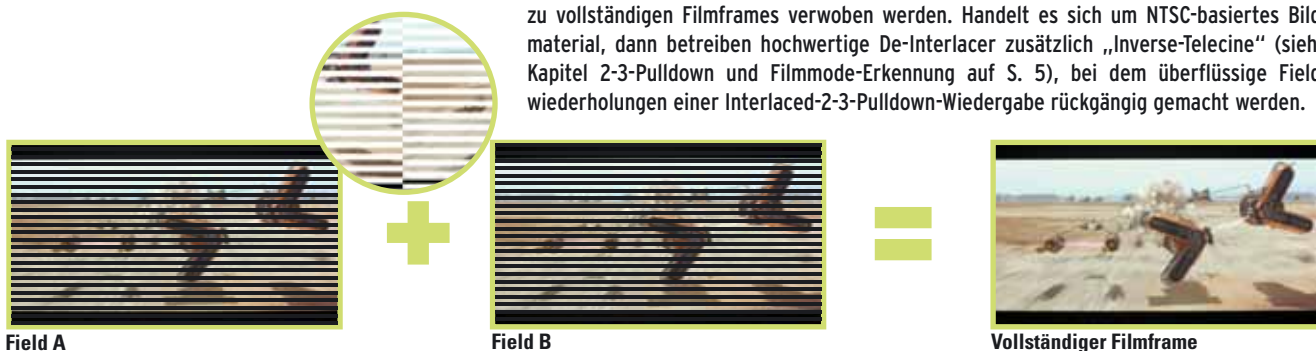 zu vollständigen Filmframes verwoben werden. Handelt es sich um NTSC-basiertes Bild
material, dann betreiben hochwertige De-Interlacer zusätzlich „Inverse-Telecine“ (sieh
Kapitel 2-3-Pulldown und Filmmode-Erkennung auf S. 5), bei dem überflüssige Field
wiederholungen einer Interlaced-2-3-Pulldown-Wiedergabe rückgängig gemacht werden.
Field A
Field B
Vollständiger Filmframe